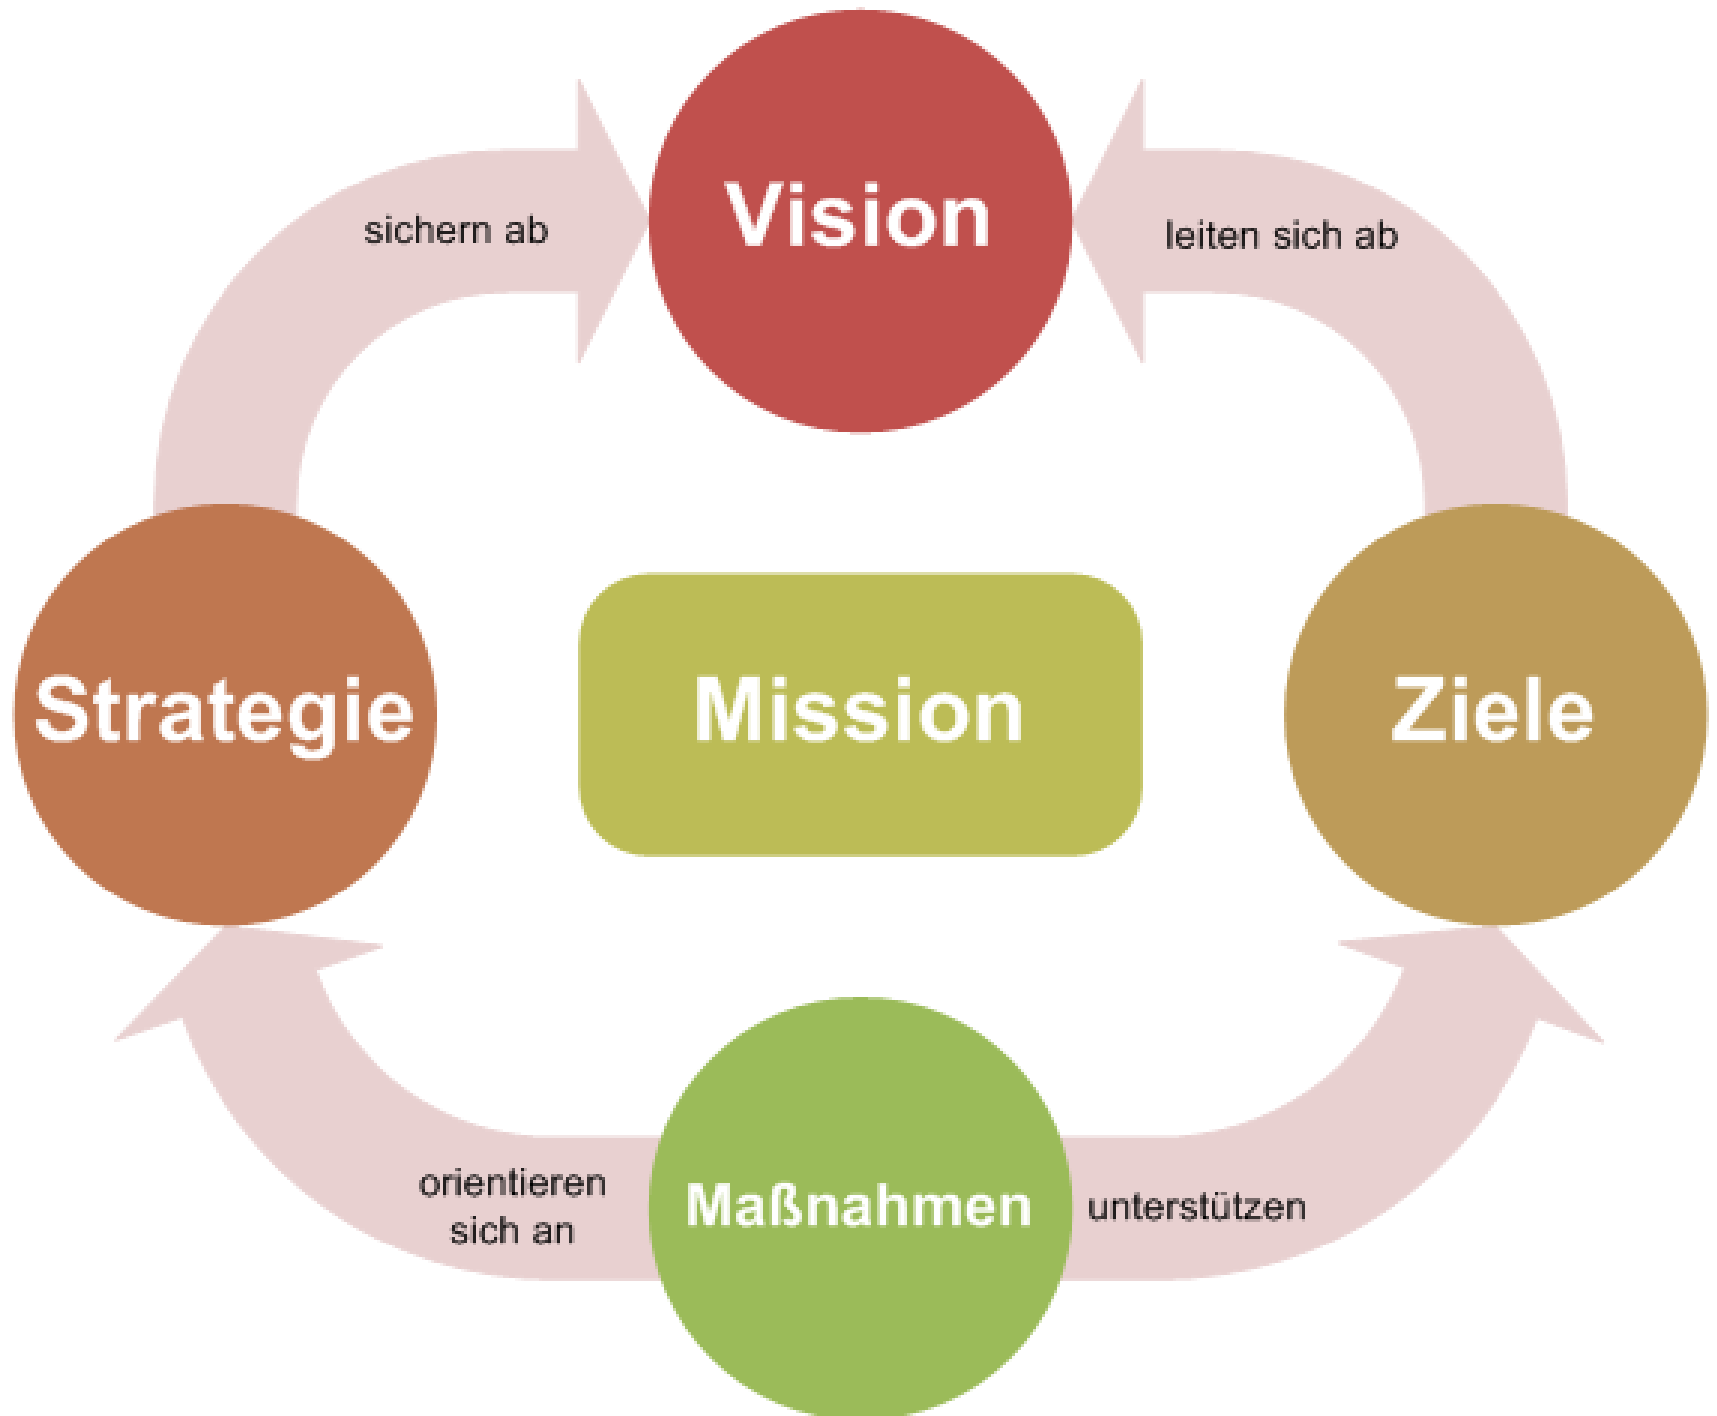 Vision
sichern ab
leiten sich ab
Strategie
Mission
Ziele
orientieren
sich an
Maßnahmen
unterstützen